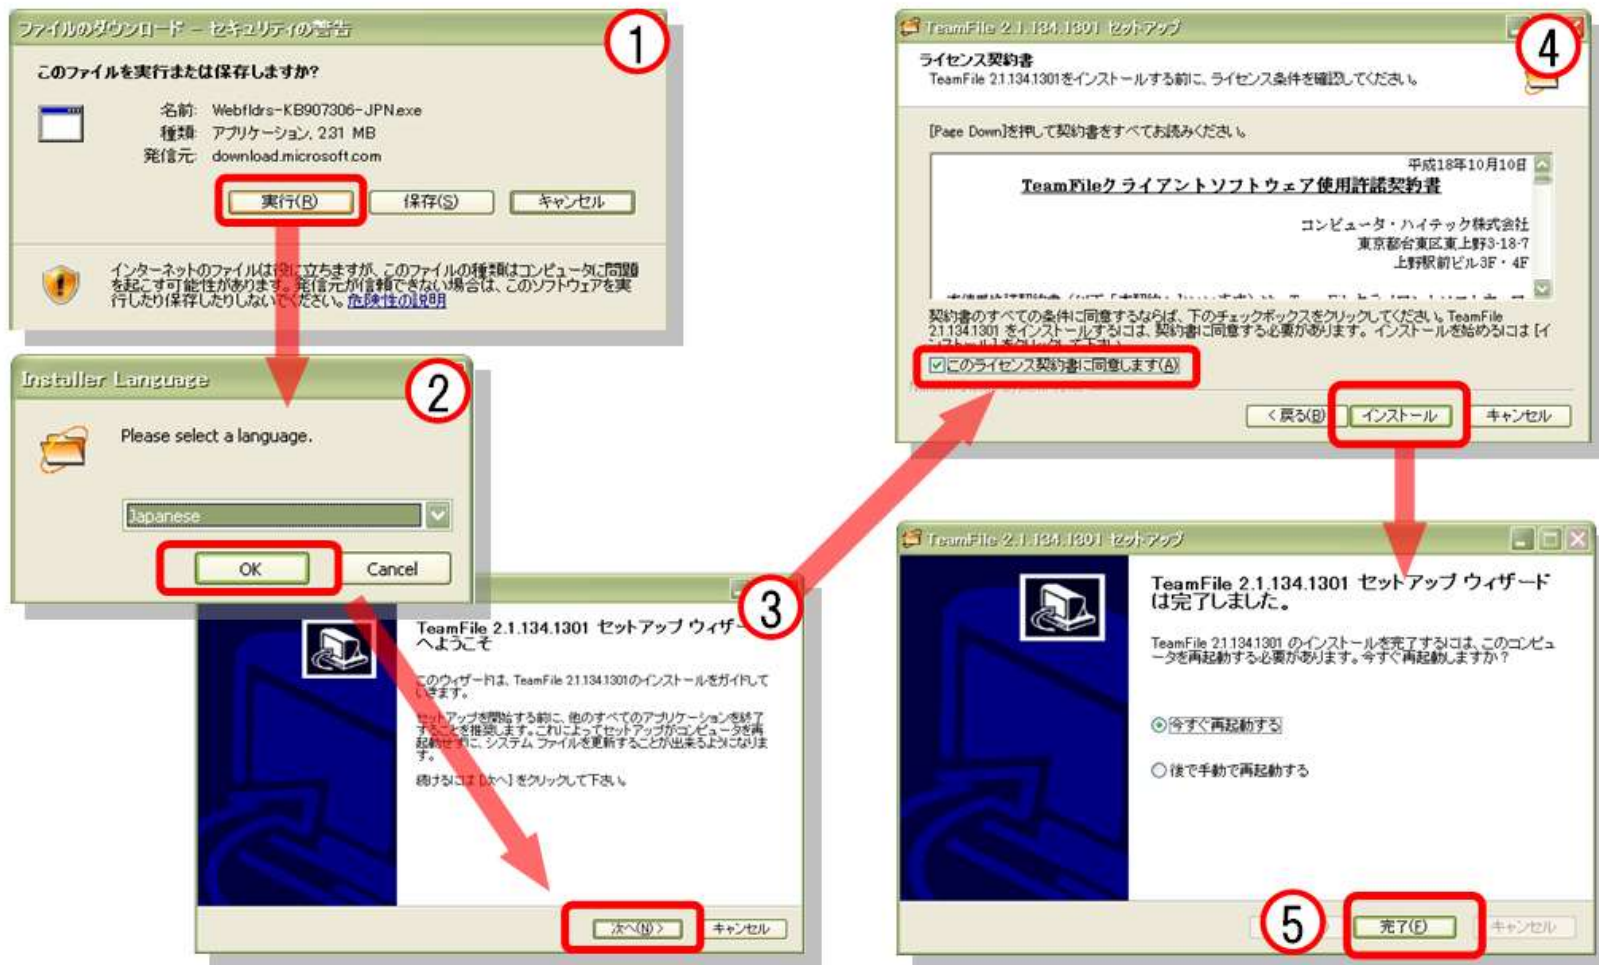 ファイルのダウンロード - セキュリティの警告
1
このファイルを実行または保存しますか?
名前: Webfldrs-KB907306-JPN.exe
種類: アプリケーション, 2.31 MB
発信元: download.microsoft.com
実行(R)
保存(S)
キャンセル
インターネットのファイルは役に立ちますが、このファイルの種類はコンピュータに問題
を起こす可能性があります。発信元が信頼できない場合は、このソフトウェアを実
行したり保存したりしないでください。危険性の説明
Installer Language
2
Please select a language.
Japanese
OK
Cancel
3
TeamFile 2.1.134.1301 セットアップ ウィザー
へようこそ
このウィザードは、TeamFile 2.1.134.1301のインストールをガイドして
いきます。
セットアップを開始する前に、他のすべてのアプリケーションを終了
することを推奨します。これによってセットアップがコンピュータを再
起動せずに、システム ファイルを更新することが出来るようになりま
す。
続けるには [次へ] をクリックして下さい。
次へ(N) >
キャンセル
TeamFile 2.1.134.1301 セットアップ
4
ライセンス契約書
TeamFile 2.1.134.1301をインストールする前に、ライセンス条件を確認してください。
[Page Down]を押して契約書をすべてお読みください。
平成18年10月10日
TeamFileクライアントソフトウェア使用許諾契約書
コンピュータ・ハイテック株式会社
東京都台東区東上野3-18-7
上野駅前ビル3F・4F
契約書のすべての条件に同意するならば、下のチェックボックスをクリックしてください。TeamFile
2.1.134.1301 をインストールするには、契約書に同意する必要があります。インストールを始めるには [イ
ンストール] をクリックして下さい。
このライセンス契約書に同意します(A)
< 戻る(B)
インストール
キャンセル
TeamFile 2.1.134.1301 セットアップ
TeamFile 2.1.134.1301 セットアップ ウィザード
は完了しました。
TeamFile 2.1.134.1301 のインストールを完了するには、このコンピュ
ータを再起動する必要があります。今すぐ再起動しますか?
今すぐ再起動する
後で手動で再起動する
5
完了(F)
キャンセル